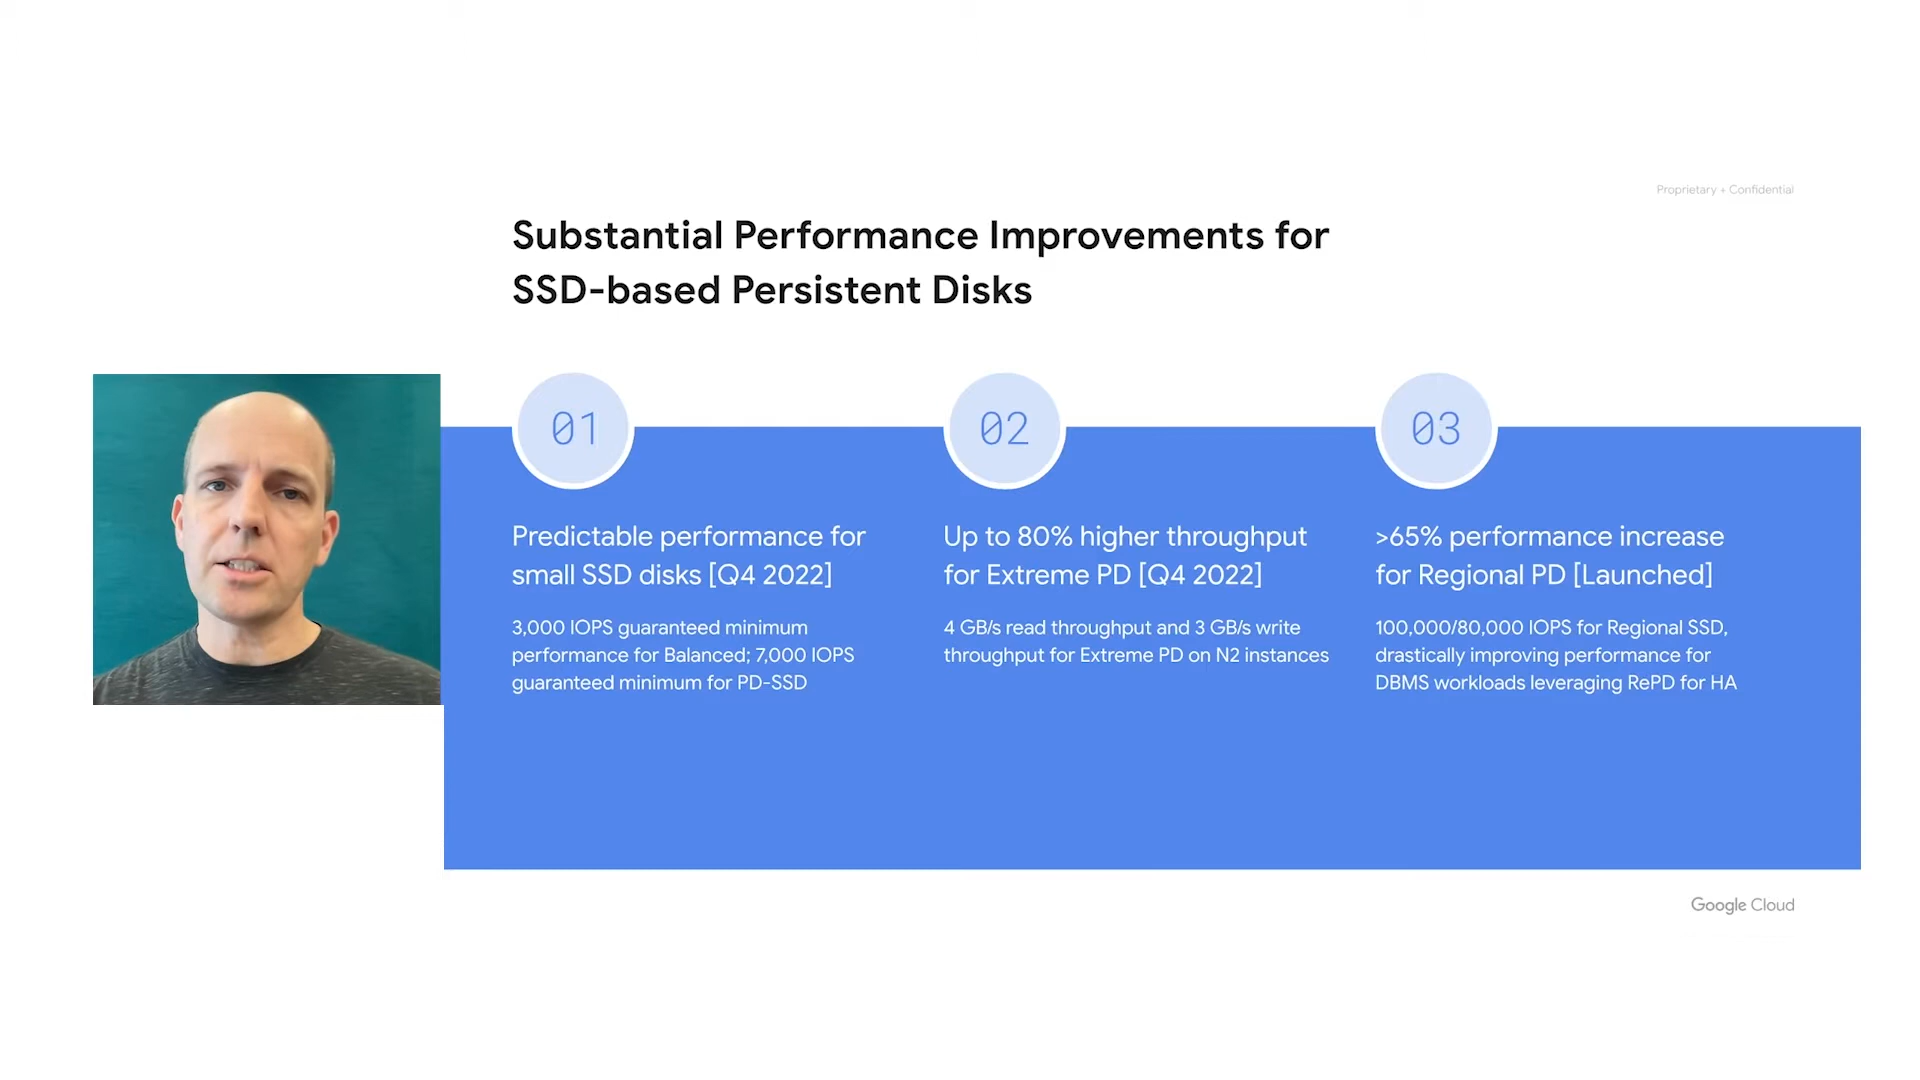 Proprietary + Confidential
Substantial Performance Improvements for
SSD-based Persistent Disks
01
Predictable performance for
small SSD disks [Q4 2022]
3,000 IOPS guaranteed minimum
performance for Balanced; 7,000 IOPS
guaranteed minimum for PD-SSD
02
Up to 80% higher throughput
for Extreme PD [Q4 2022]
4 GB/s read throughput and 3 GB/s write
throughput for Extreme PD on N2 instances
03
>65% performance increase
for Regional PD [Launched]
100,000/80,000 IOPS for Regional SSD,
drastically improving performance for
DBMS workloads leveraging RePD for HA
Google Cloud